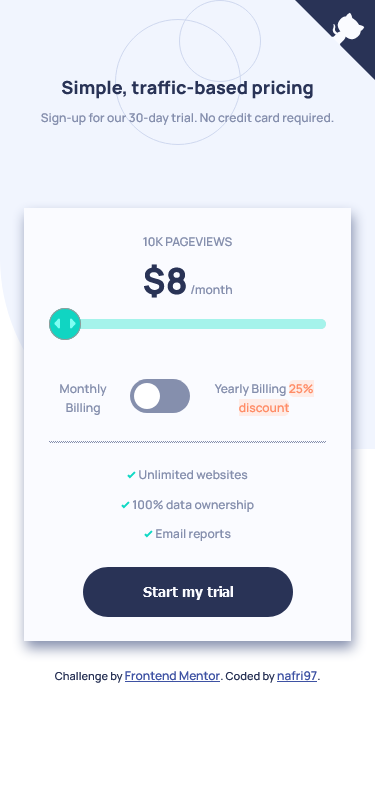 Simple, traffic-based pricing
Sign-up for our 30-day trial. No credit card required.
10K PAGEVIEWS
$8 /month
Monthly
Billing
Yearly Billing 25%
discount
Unlimited websites
100% data ownership
Email reports
Start my trial
Challenge by Frontend Mentor. Coded by nafri97.